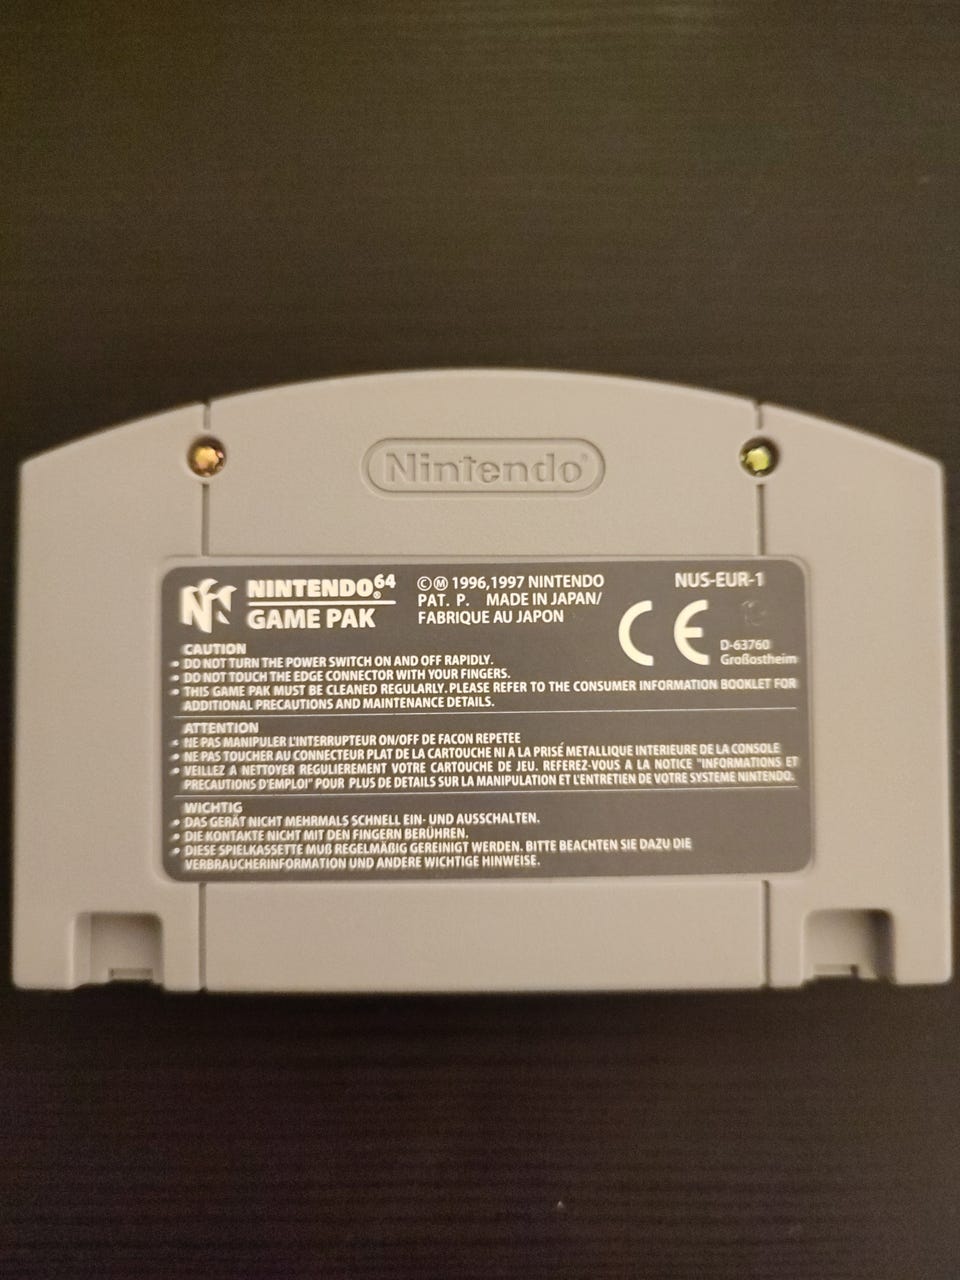 Nintendo®
NINTENDO®64
GAME PAK
©Ⓜ 1996,1997 NINTENDO
PAT. P. MADE IN JAPAN/
FABRIQUE AU JAPON
NUS-EUR-1
CE
D-63760
Großostheim
CAUTION
• DO NOT TURN THE POWER SWITCH ON AND OFF RAPIDLY.
• DO NOT TOUCH THE EDGE CONNECTOR WITH YOUR FINGERS.
• THIS GAME PAK MUST BE CLEANED REGULARLY. PLEASE REFER TO THE CONSUMER INFORMATION BOOKLET FOR
ADDITIONAL PRECAUTIONS AND MAINTENANCE DETAILS.
ATTENTION
• NE PAS MANIPULER L'INTERRUPTEUR ON/OFF DE FACON REPETEE
• NE PAS TOUCHER AU CONNECTEUR PLAT DE LA CARTOUCHE NI A LA PRISÉ METALLIQUE INTERIEURE DE LA CONSOLE
• VEILLEZ A NETTOYER REGULIEREMENT VOTRE CARTOUCHE DE JEU. REFEREZ-VOUS A LA NOTICE "INFORMATIONS ET
PRECAUTIONS D'EMPLOI" POUR PLUS DE DETAILS SUR LA MANIPULATION ET L'ENTRETIEN DE VOTRE SYSTEME NINTENDO.
WICHTIG
• DAS GERÄT NICHT MEHRMALS SCHNELL EIN- UND AUSSCHALTEN.
• DIE KONTAKTE NICHT MIT DEN FINGERN BERÜHREN.
• DIESE SPIELKASSETTE MUß REGELMÄßIG GEREINIGT WERDEN. BITTE BEACHTEN SIE DAZU DIE
VERBRAUCHERINFORMATION UND ANDERE WICHTIGE HINWEISE.